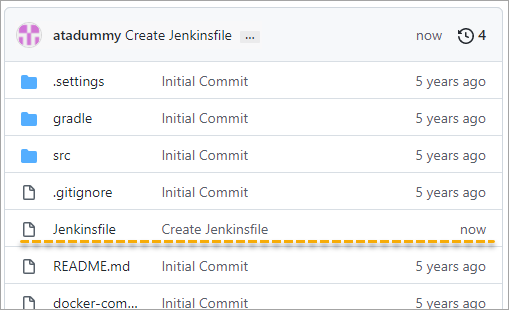 atadummy Create Jenkinsfile ... now 4
.settings Initial Commit 5 years ago
gradle Initial Commit 5 years ago
src Initial Commit 5 years ago
.gitignore Initial Commit 5 years ago
Jenkinsfile Create Jenkinsfile now
README.md Initial Commit 5 years ago
docker-com... Initial Commit 5 years ago